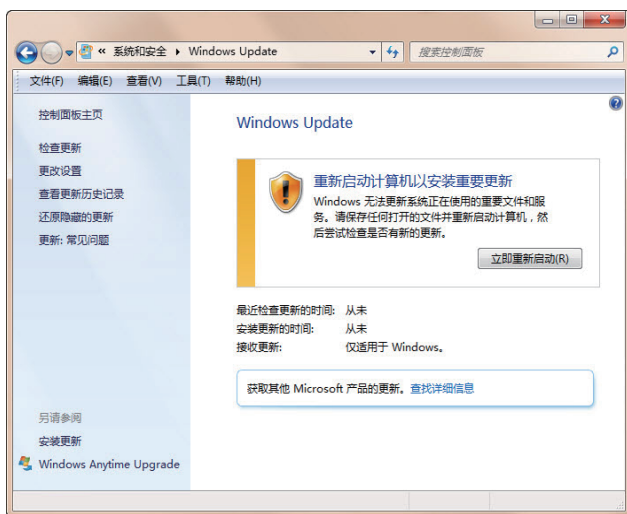 « 系统和安全 ▸ Windows Update
搜索控制面板
文件(F) 编辑(E) 查看(V) 工具(T) 帮助(H)
控制面板主页
检查更新
更改设置
查看更新历史记录
还原隐藏的更新
更新: 常见问题
另请参阅
安装更新
Windows Anytime Upgrade
Windows Update
重新启动计算机以安装重要更新
Windows 无法更新系统正在使用的重要文件和服
务。请保存任何打开的文件并重新启动计算机，然
后尝试检查是否有新的更新。
立即重新启动(R)
最近检查更新的时间: 从未
安装更新的时间: 从未
接收更新: 仅适用于 Windows。
获取其他 Microsoft 产品的更新。查找详细信息